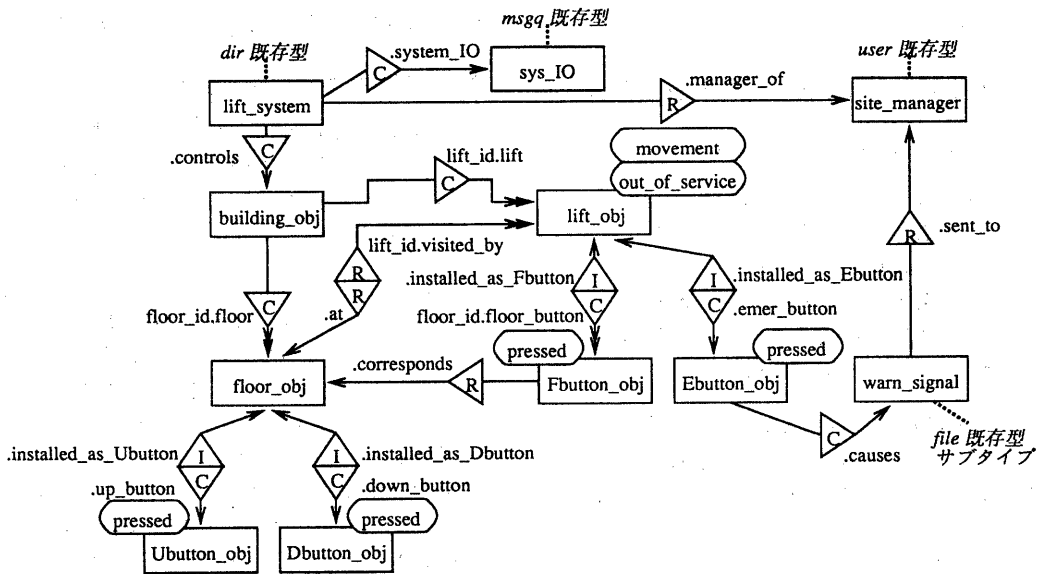 msgq 既存型
dir 既存型
.system_IO
user 既存型
C
sys_IO
.manager_of
lift_system
R
site_manager
.controls
C
lift_id.lift
movement
C
out_of_service
building_obj
lift_obj
.sent_to
R
lift_id.visited_by
R
R
.installed_as_Fbutton
I
C
I
C
.installed_as_Ebutton
floor_id.floor
C
.at
floor_id.floor_button
.emer_button
pressed
pressed
.corresponds
floor_obj
R
Fbutton_obj
Ebutton_obj
warn_signal
C
.causes
file 既存型
サブタイプ
.installed_as_Ubutton
I
C
I
C
.installed_as_Dbutton
.up_button
.down_button
pressed
pressed
Ubutton_obj
Dbutton_obj